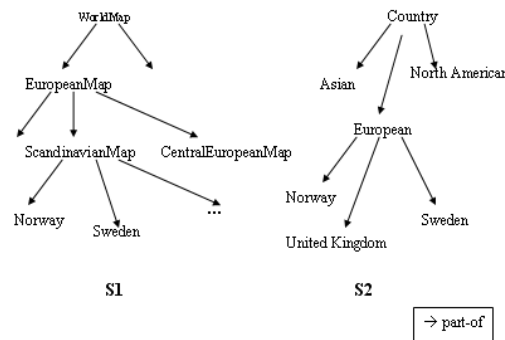 WorldMap
Country
EuropeanMap
Asian
North American
ScandinavianMap
CentralEuropeanMap
European
Norway
Sweden
...
Norway
Sweden
United Kingdom
S1
S2
→ part-of